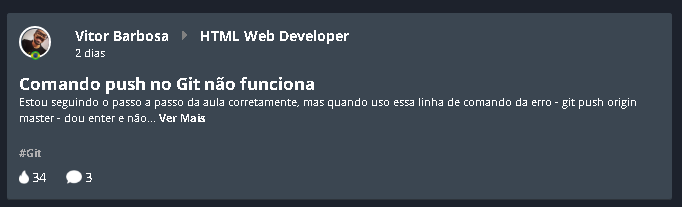 Vitor Barbosa HTML Web Developer
2 dias
Comando push no Git não funciona
Estou seguindo o passo a passo da aula corretamente, mas quando uso essa linha de comando da erro - git push origin
master - dou enter e não... Ver Mais
#Git
34 3